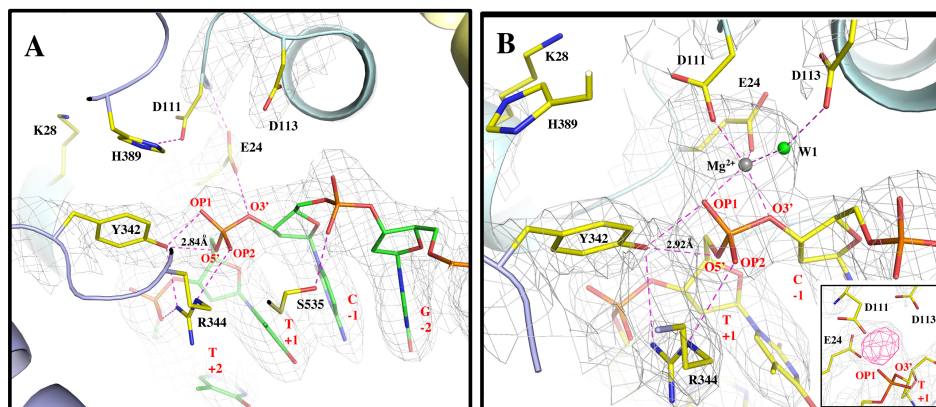 A
B
K28
D111
D113
E24
H389
OP1
O3'
Y342
2.84Å
OP2
O5'
S535
R344
T
+1
C
-1
G
-2
T
+2
D111
K28
E24
D113
H389
W1
Mg²⁺
OP1
O3'
Y342
2.92Å
O5'
OP2
C
-1
T
+1
R344
D111
D113
E24
OP1
O3'
T
+1